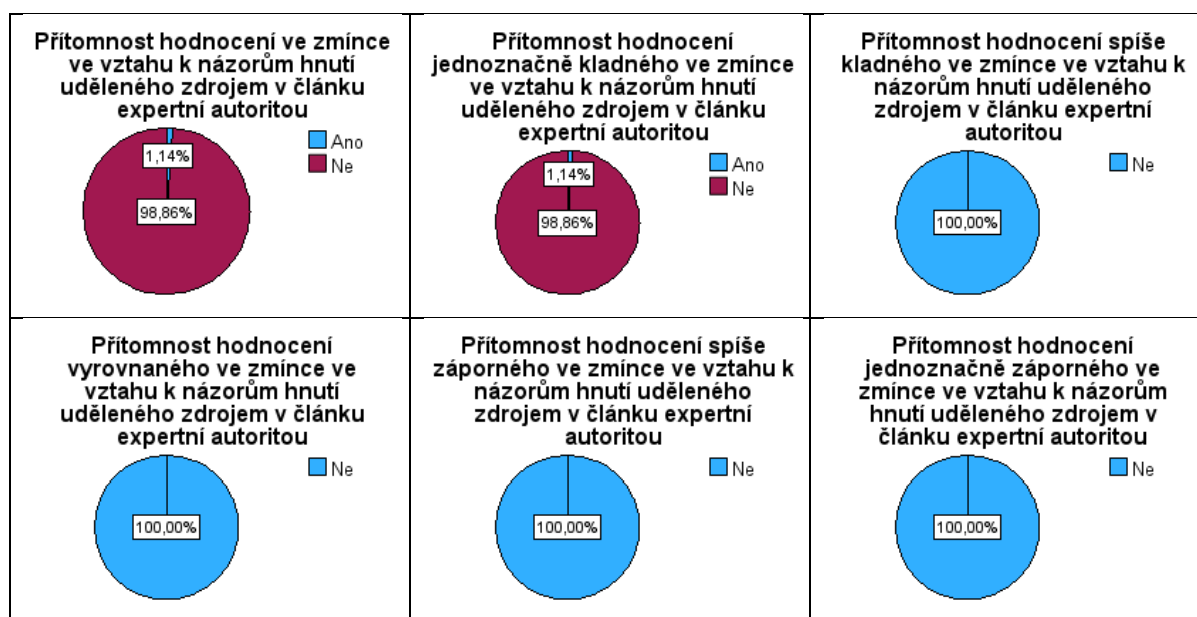 Přítomnost hodnocení ve zmínce
ve vztahu k názorům hnutí
uděleného zdrojem v článku
expertní autoritou
Ano
Ne
1,14%
98,86%
Přítomnost hodnocení
jednoznačně kladného ve zmínce
ve vztahu k názorům hnutí
uděleného zdrojem v článku
expertní autoritou
Ano
Ne
1,14%
98,86%
Přítomnost hodnocení spíše
kladného ve zmínce ve vztahu k
názorům hnutí uděleného
zdrojem v článku expertní
autoritou
Ne
100,00%
Přítomnost hodnocení
vyrovnaného ve zmínce ve
vztahu k názorům hnutí
uděleného zdrojem v článku
expertní autoritou
Ne
100,00%
Přítomnost hodnocení spíše
záporného ve zmínce ve vztahu k
názorům hnutí uděleného
zdrojem v článku expertní
autoritou
Ne
100,00%
Přítomnost hodnocení
jednoznačně záporného ve
zmínce ve vztahu k názorům
hnutí uděleného zdrojem v
článku expertní autoritou
Ne
100,00%